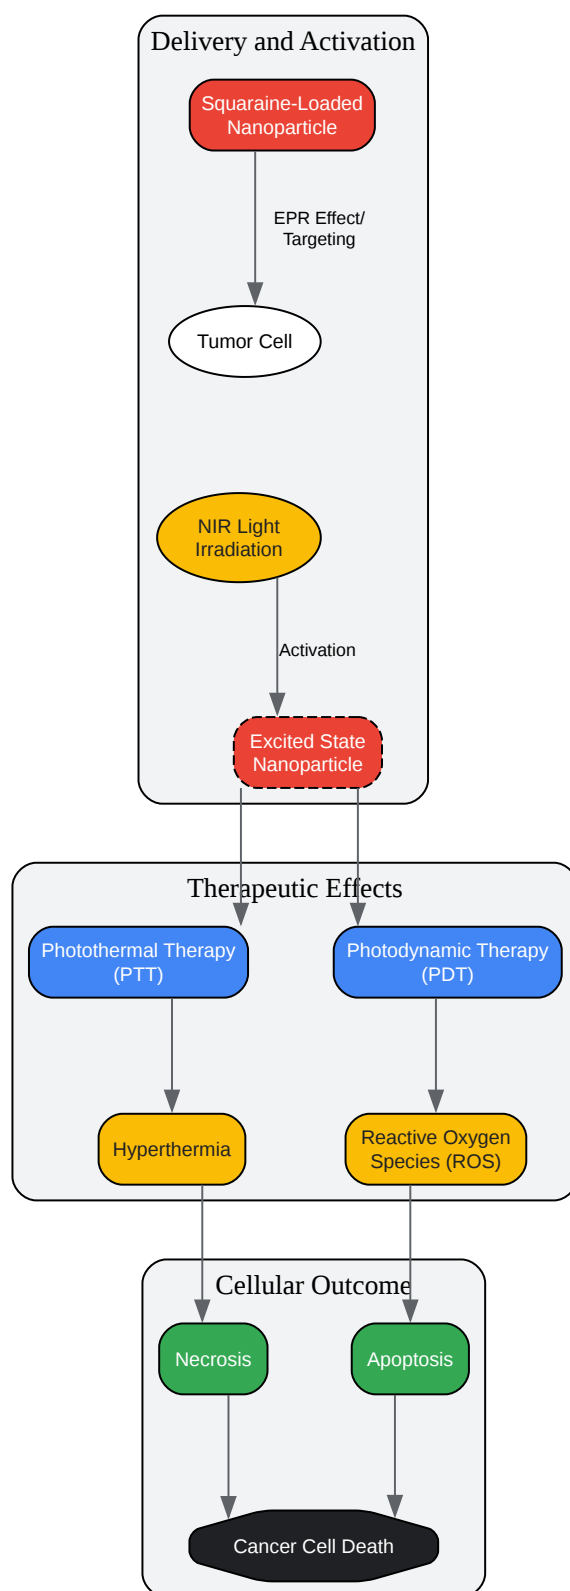 Delivery and Activation
Squaraine-Loaded
Nanoparticle
EPR Effect/
Targeting
Tumor Cell
NIR Light
Irradiation
Activation
Excited State
Nanoparticle
Therapeutic Effects
Photothermal Therapy
(PTT)
Photodynamic Therapy
(PDT)
Hyperthermia
Reactive Oxygen
Species (ROS)
Cellular Outcome
Necrosis
Apoptosis
Cancer Cell Death